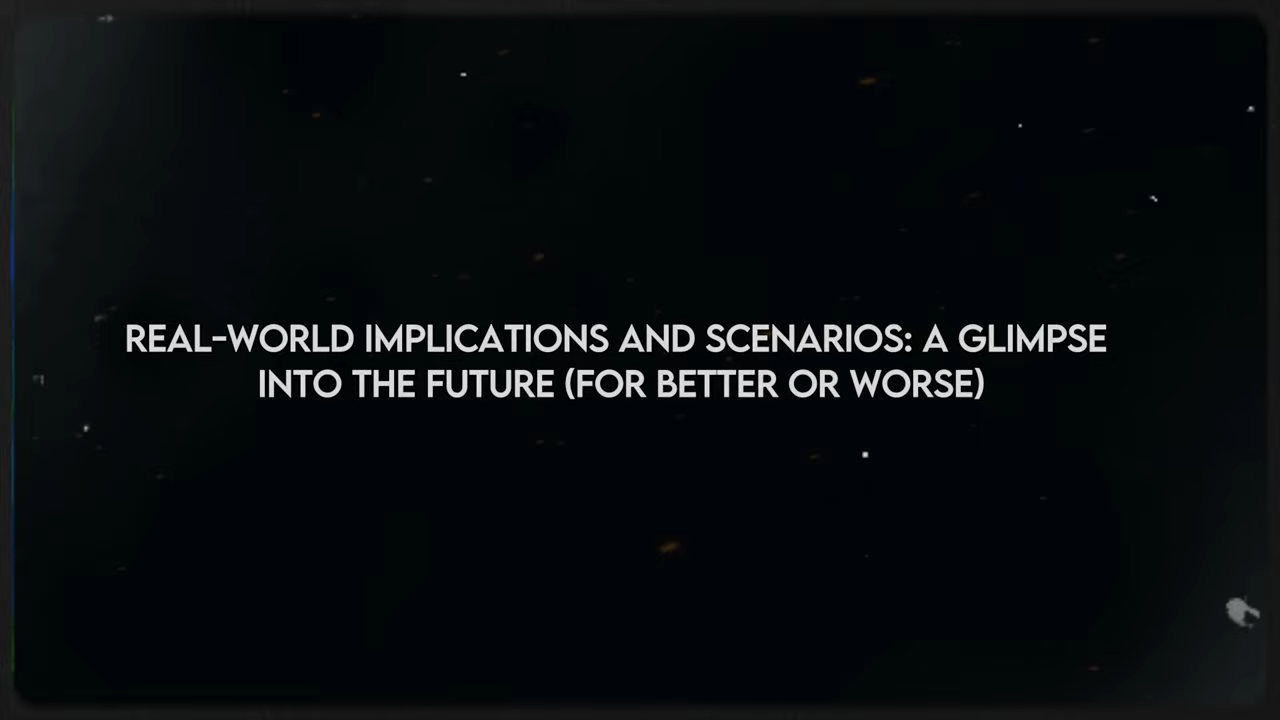 REAL-WORLD IMPLICATIONS AND SCENARIOS: A GLIMPSE
INTO THE FUTURE (FOR BETTER OR WORSE)